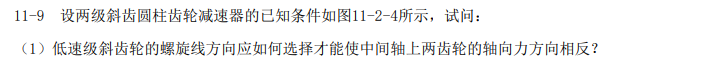 11-9 设两级斜齿圆柱齿轮减速器的已知条件如图11-2-4所示，试问：
（1）低速级斜齿轮的螺旋线方向应如何选择才能使中间轴上两齿轮的轴向力方向相反？